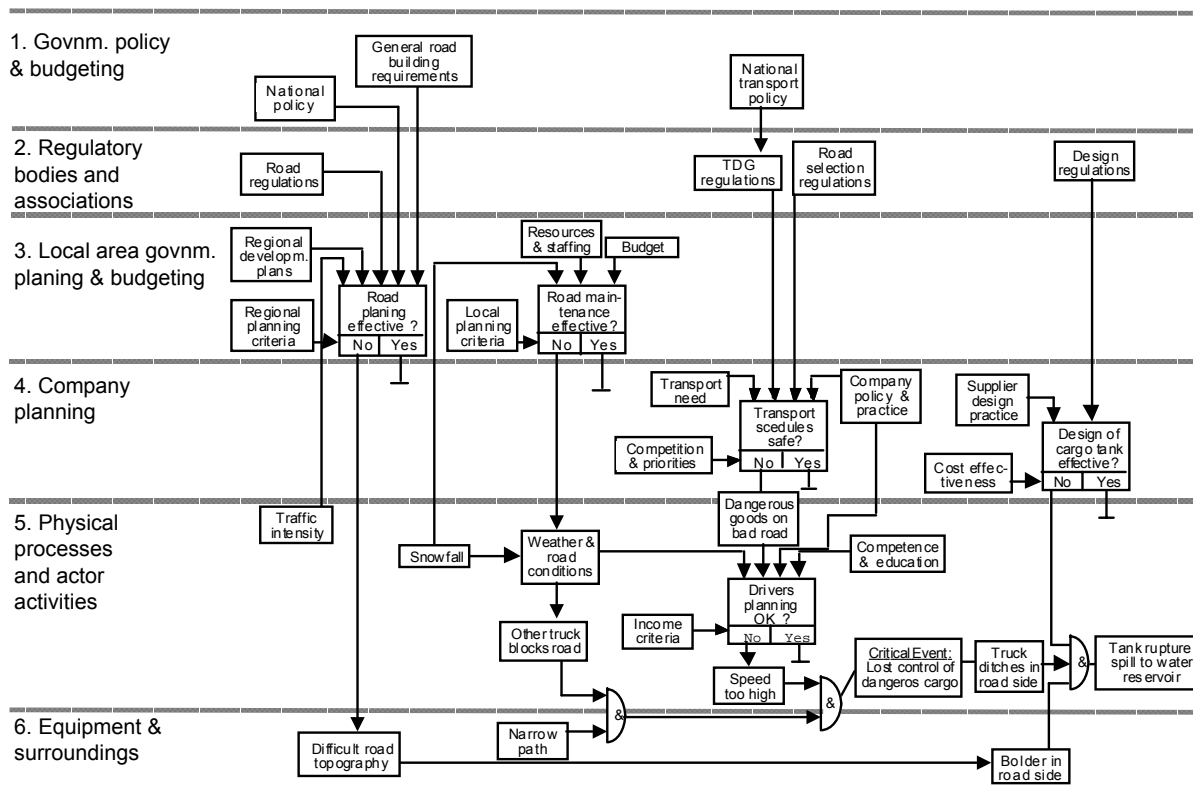 1. Govnm. policy
& budgeting
General road
building
requirements
National
policy
National
transport
policy
2. Regulatory
bodies and
associations
Road
regulations
TDG
regulations
Road
selection
regulations
Design
regulations
3. Local area govnm.
planing & budgeting
Regional
developm.
plans
Resources
& staffing
Budget
Regional
planning
criteria
Road
planing
effective ?
No
Yes
Local
planning
criteria
Road main-
tenance
effective?
No
Yes
4. Company
planning
Transport
need
Company
policy &
practice
Transport
scedules
safe?
No
Yes
Competition
& priorities
Supplier
design
practice
Design of
cargo tank
effective?
No
Yes
Cost effec-
tiveness
5. Physical
processes
and actor
activities
Traffic
intensity
Snowfall
Weather &
road
conditions
Dangerous
goods on
bad road
Competence
& education
Drivers
planning
OK ?
No
Yes
Income
criteria
Other truck
blocks road
Speed
too high
Critical Event:
Lost control of
dangeros cargo
Truck
ditches in
road side
&
Tank rupture
spill to water
reservoir
&
&
6. Equipment &
surroundings
Narrow
path
Difficult road
topography
Bolder in
road side